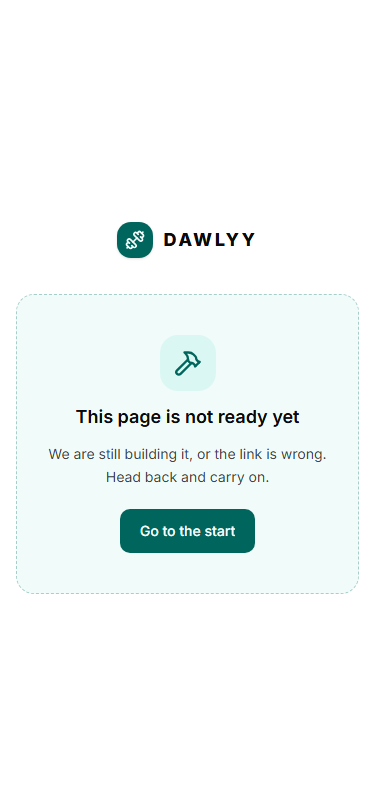 DAWLYY
This page is not ready yet
We are still building it, or the link is wrong.
Head back and carry on.
Go to the start